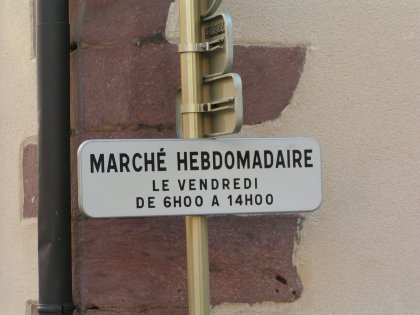 MARCHÉ HEBDOMADAIRE
LE VENDREDI
DE 6H00 A 14H00